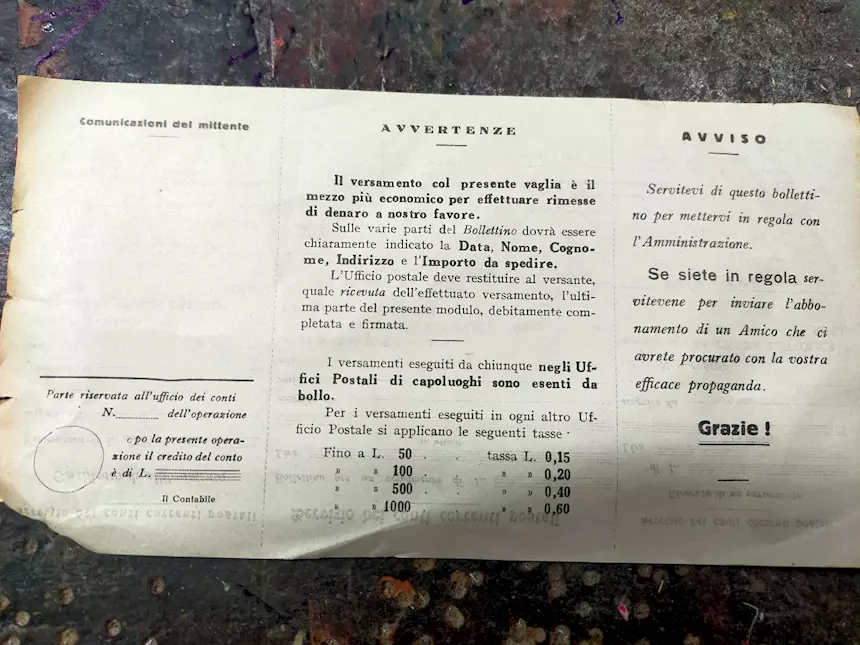 Comunicazioni del mittente
Parte riservata all'ufficio dei conti
N. dell'operazione
opo la presente opera-
zione il credito del conto
è di L.
Il Contabile
AVVERTENZE
Il versamento col presente vaglia è il
mezzo più economico per effettuare rimesse
di denaro a nostro favore.
Sulle varie parti del Bollettino dovrà essere
chiaramente indicato la Data, Nome, Cogno-
me, Indirizzo e l'Importo da spedire.
L'Ufficio postale deve restituire al versante,
quale ricevuta dell'effettuato versamento, l'ulti-
ma parte del presente modulo, debitamente com-
pletata e firmata.
I versamenti eseguiti da chiunque negli Uf-
fici Postali di capoluoghi sono esenti da
bollo.
Per i versamenti eseguiti in ogni altro Uf-
ficio Postale si applicano le seguenti tasse
Fino a L. 50 . . tassa L. 0,15
» » 100 . . » » 0,20
» » 500 . . » » 0,40
» » 1000 . . » » 0,60
AVVISO
Servitevi di questo bolletti-
no per mettervi in regola con
l'Amministrazione.
Se siete in regola ser-
vitevene per inviare l'abbo-
namento di un Amico che ci
avrete procurato con la vostra
efficace propaganda.
Grazie!